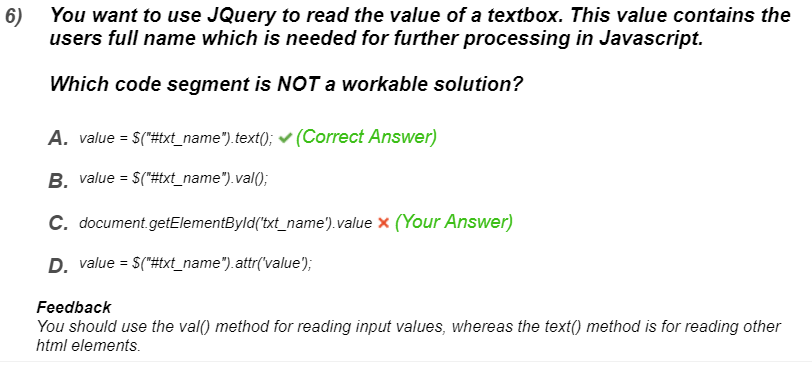 6) You want to use JQuery to read the value of a textbox. This value contains the
users full name which is needed for further processing in Javascript.
Which code segment is NOT a workable solution?
A. value = $("#txt_name").text(); ✔ (Correct Answer)
B. value = $("#txt_name").val();
C. document.getElementById('txt_name').value ✖ (Your Answer)
D. value = $("#txt_name").attr('value');
Feedback
You should use the val() method for reading input values, whereas the text() method is for reading other
html elements.